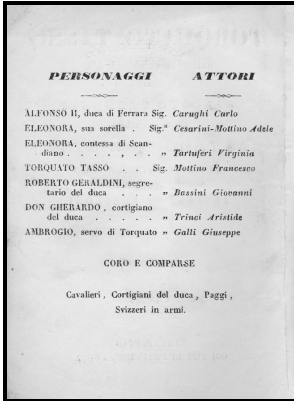 PERSONAGGI ATTORI
ALFONSO II, duca di Ferrara Sig. Carughi Carlo
ELEONORA, sua sorella . Sig.ª Cesarini-Mottino Adele
ELEONORA, contessa di Scan-
diano . . . . , . . „ Tartuferi Virginia
TORQUATO TASSO . . Sig. Mottino Francesco
ROBERTO GERALDINI, segre-
tario del duca . . . „ Bassini Giovanni
DON GHERARDO, cortigiano
del duca . . . . . „ Trinci Aristide
AMBROGIO, servo di Torquato „ Galli Giuseppe
CORO E COMPARSE
Cavalieri, Cortigiani del duca, Paggi,
Svizzeri in armi.